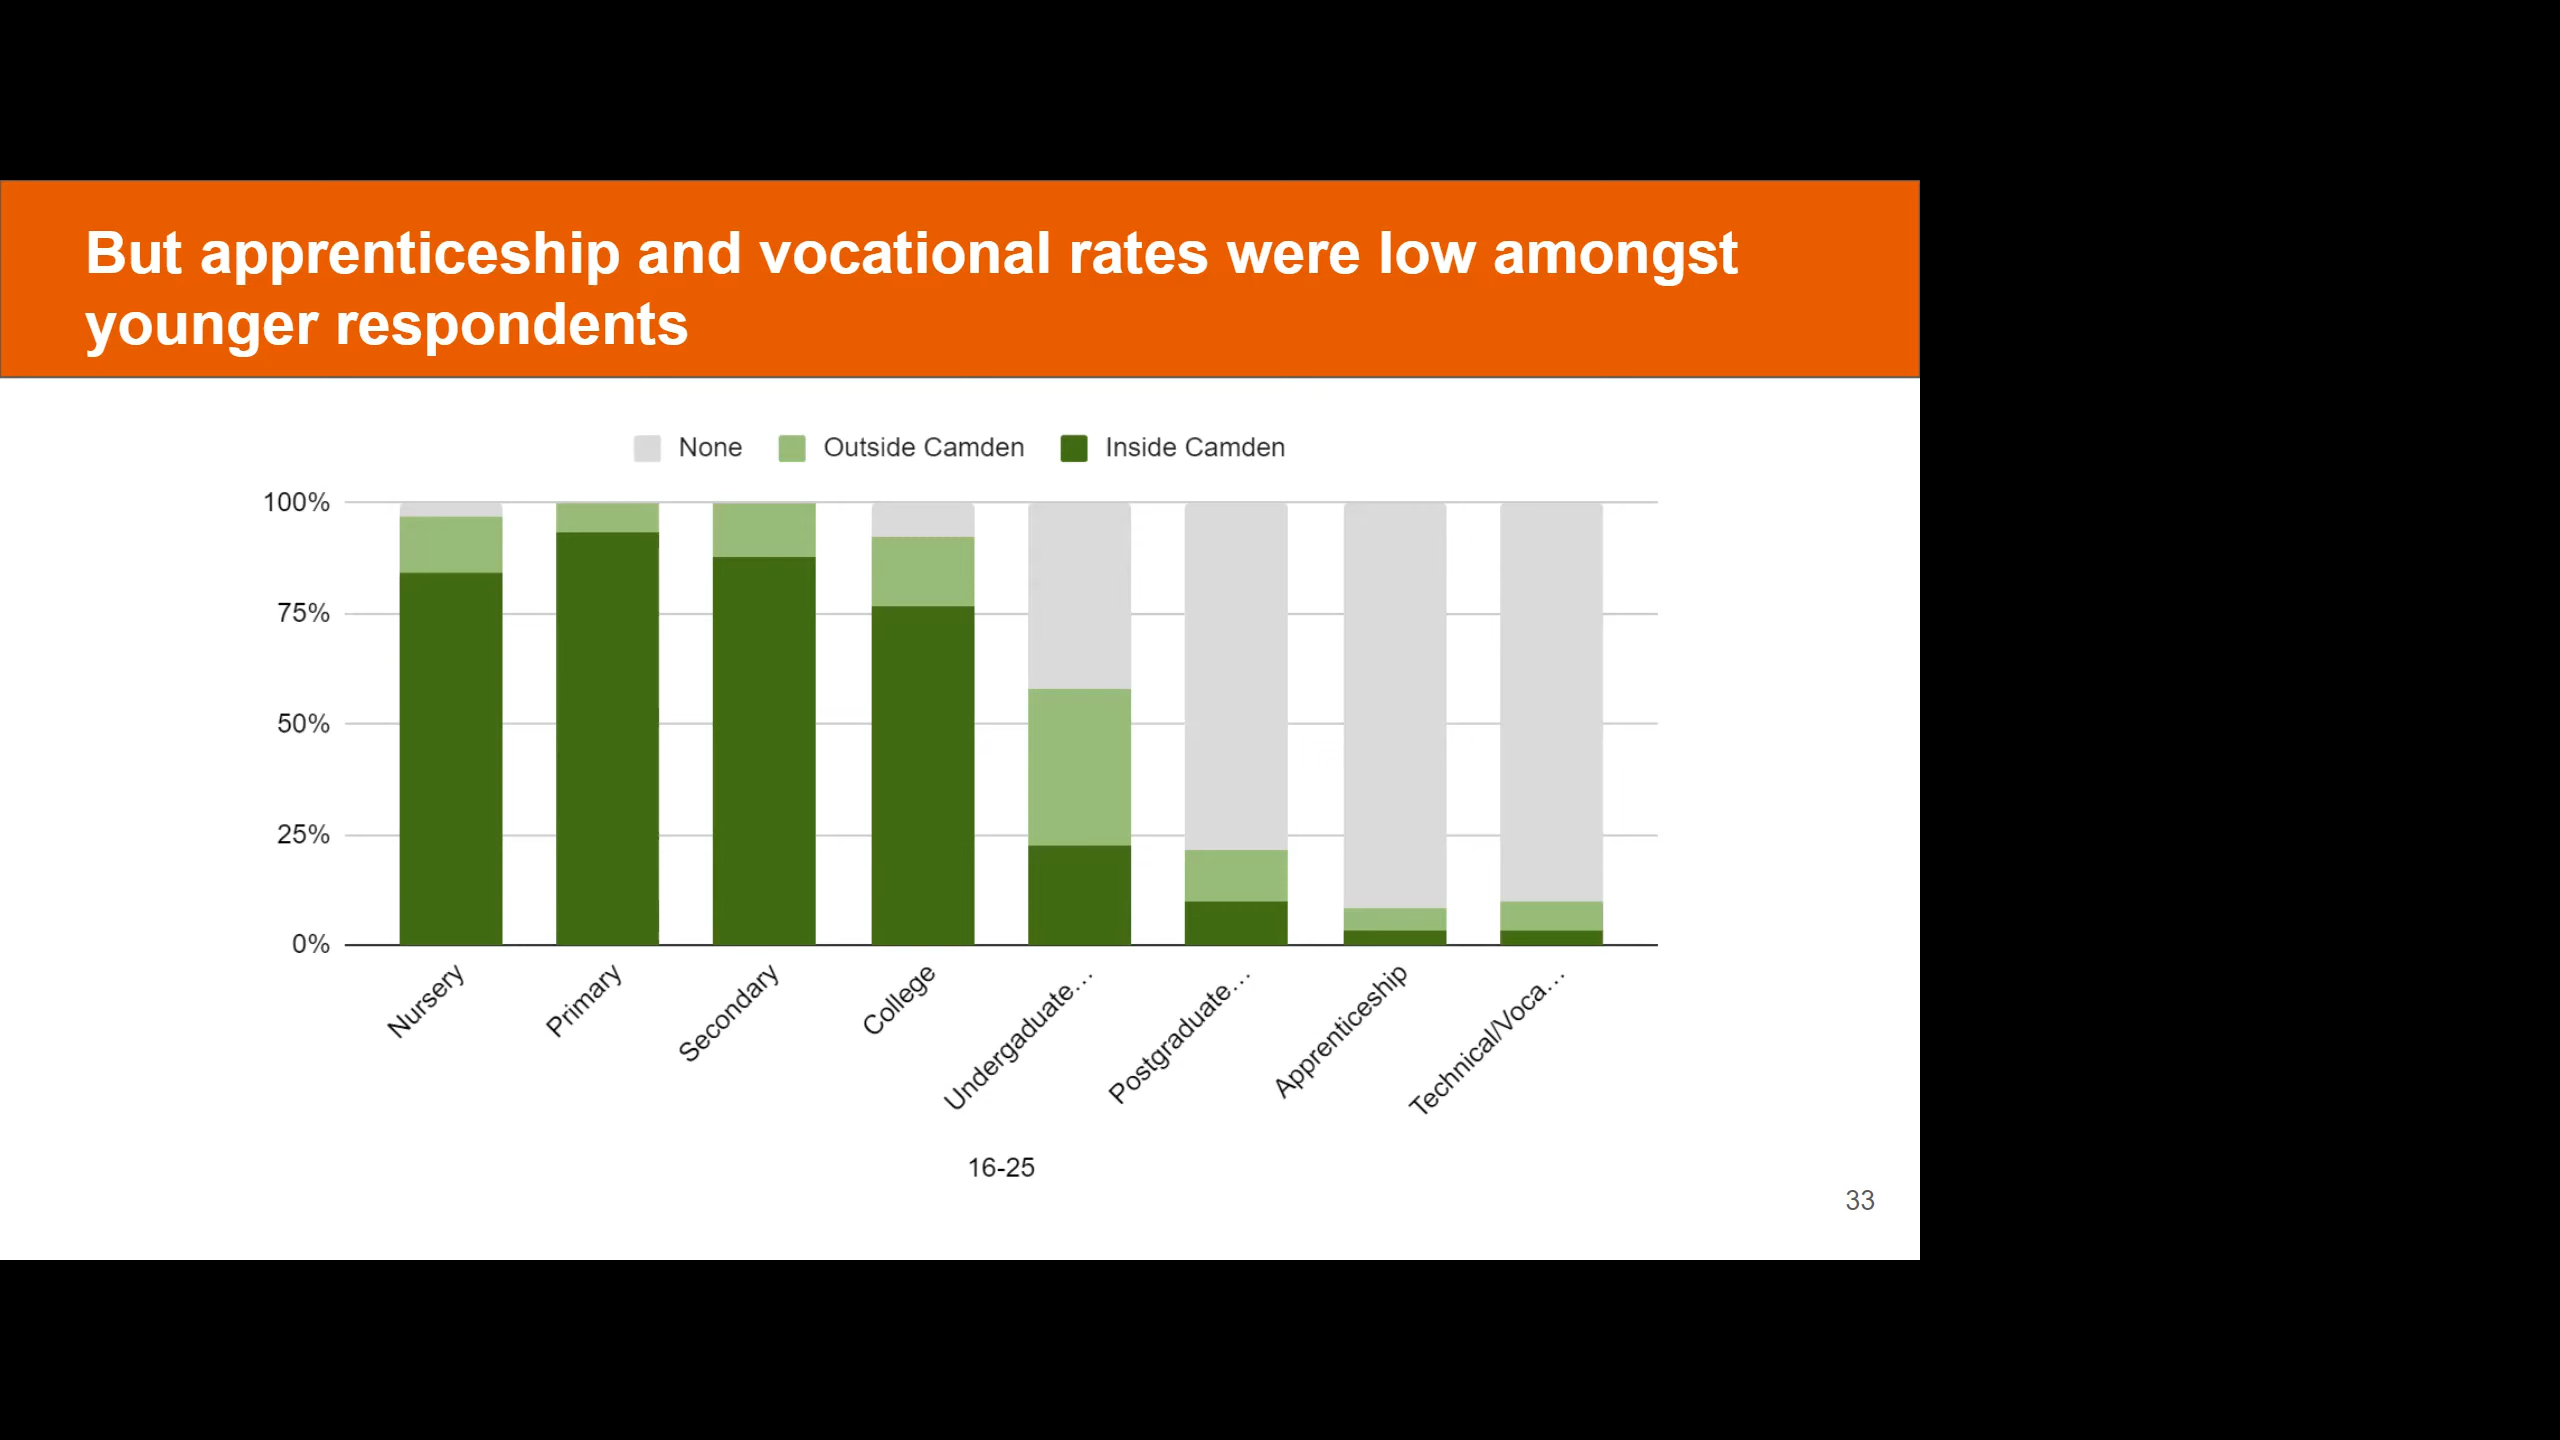 But apprenticeship and vocational rates were low amongst
younger respondents
None Outside Camden Inside Camden
100%
75%
50%
25%
0%
Nursery
Primary
Secondary
College
Undergaduate…
Postgraduate…
Apprenticeship
Technical/Voca…
16-25
33